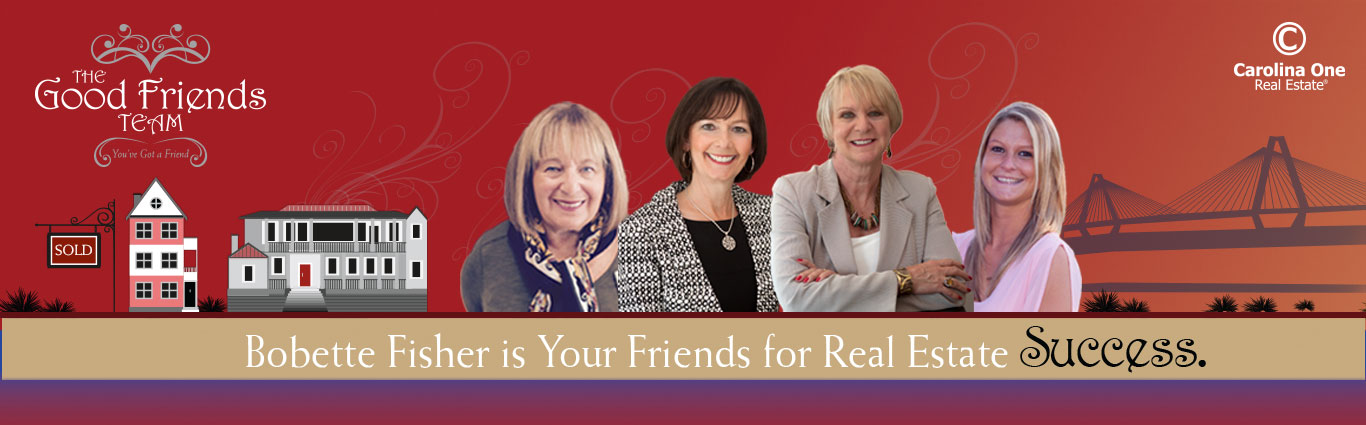 THE
Good Friends
TEAM
You've Got a Friend
SOLD
©
Carolina One
Real Estate®
Bobette Fisher is Your Friends for Real Estate Success.